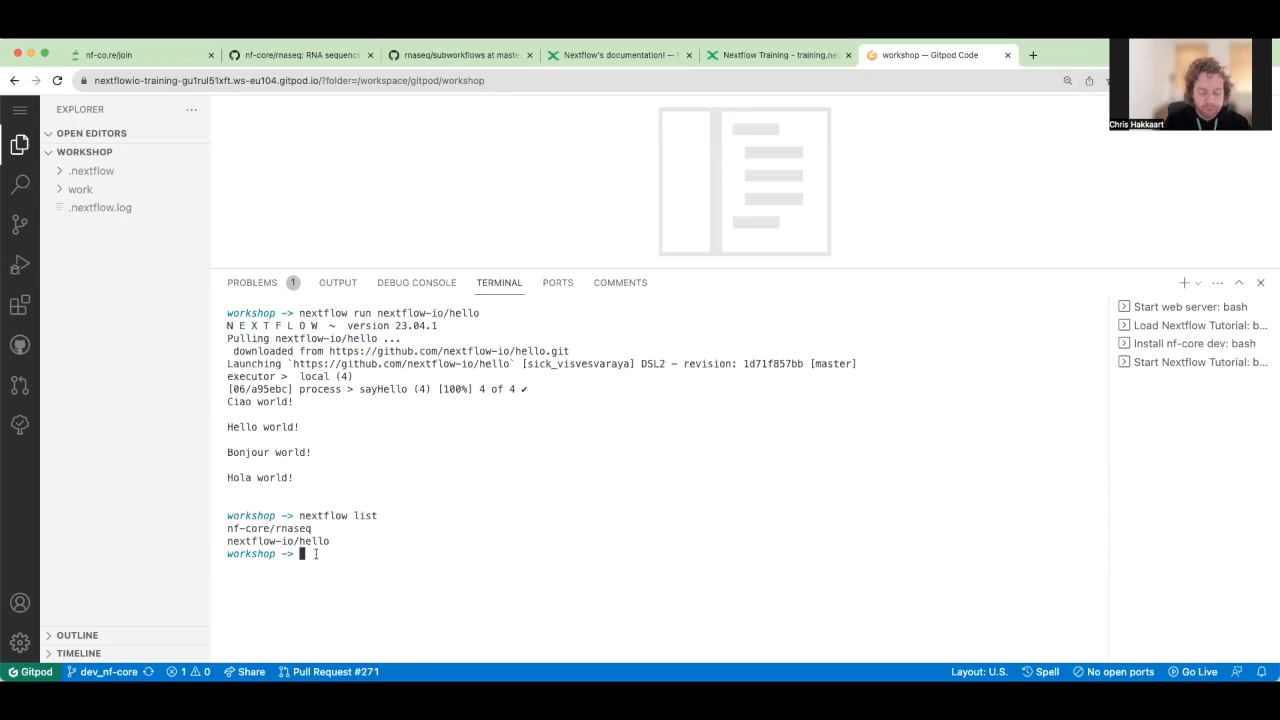 nf-co.re/join
nf-core/rnaseq: RNA sequenc
rnaseq/subworkflows at maste
Nextflow's documentation! —
Nextflow Training - training.ne
workshop — Gitpod Code
nextflowio-training-gu1rul51xft.ws-eu104.gitpod.io/?folder=/workspace/gitpod/workshop
Chris Hakkaart
EXPLORER
OPEN EDITORS
WORKSHOP
.nextflow
work
.nextflow.log
OUTLINE
TIMELINE
PROBLEMS 1 OUTPUT DEBUG CONSOLE TERMINAL PORTS COMMENTS
workshop -> nextflow run nextflow-io/hello
N E X T F L O W ~ version 23.04.1
Pulling nextflow-io/hello ...
downloaded from https://github.com/nextflow-io/hello.git
Launching `https://github.com/nextflow-io/hello` [sick_visvesvaraya] DSL2 - revision: 1d71f857bb [master]
executor > local (4)
[06/a95ebc] process > sayHello (4) [100%] 4 of 4 ✔
Ciao world!
Hello world!
Bonjour world!
Hola world!
workshop -> nextflow list
nf-core/rnaseq
nextflow-io/hello
workshop ->
Start web server: bash
Load Nextflow Tutorial: b...
Install nf-core dev: bash
Start Nextflow Tutorial: b...
Gitpod dev_nf-core 1 0 Share Pull Request #271 Layout: U.S. Spell No open ports Go Live